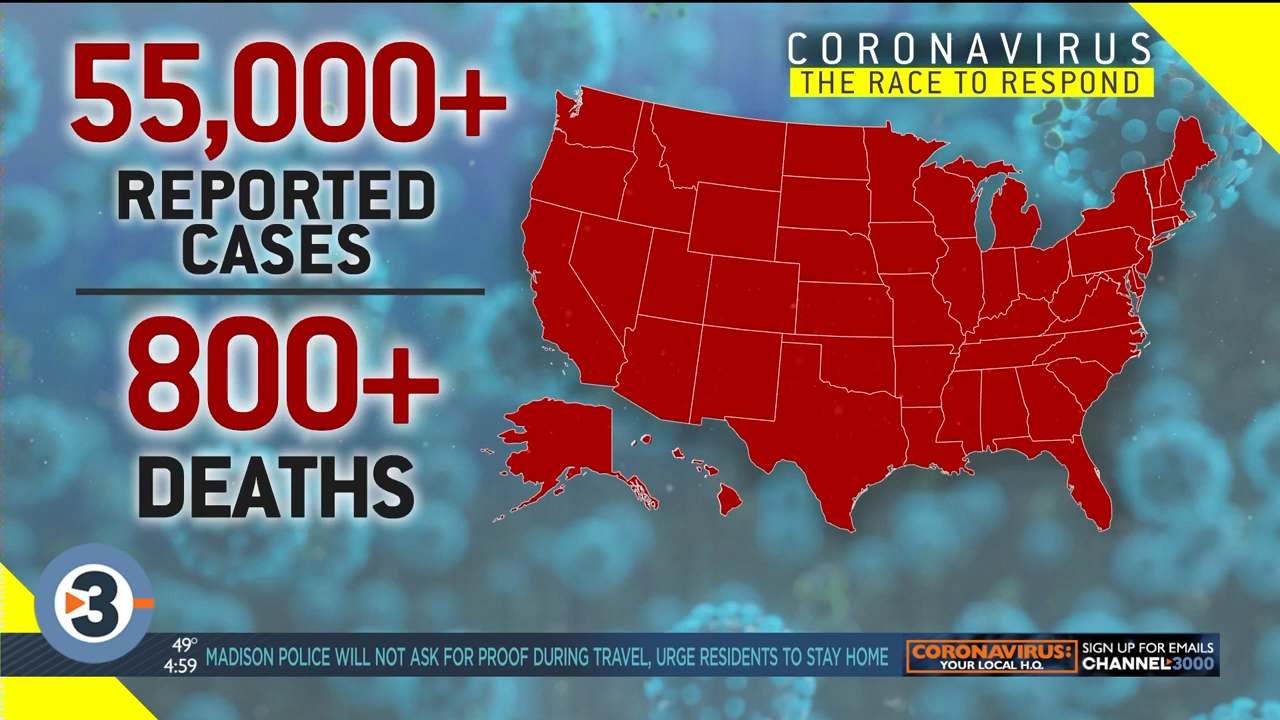 55,000+
REPORTED
CASES
800+
DEATHS
CORONAVIRUS
THE RACE TO RESPOND
3
49°
4:59
MADISON POLICE WILL NOT ASK FOR PROOF DURING TRAVEL, URGE RESIDENTS TO STAY HOME
CORONAVIRUS:
YOUR LOCAL H.Q.
SIGN UP FOR EMAILS
CHANNEL3000